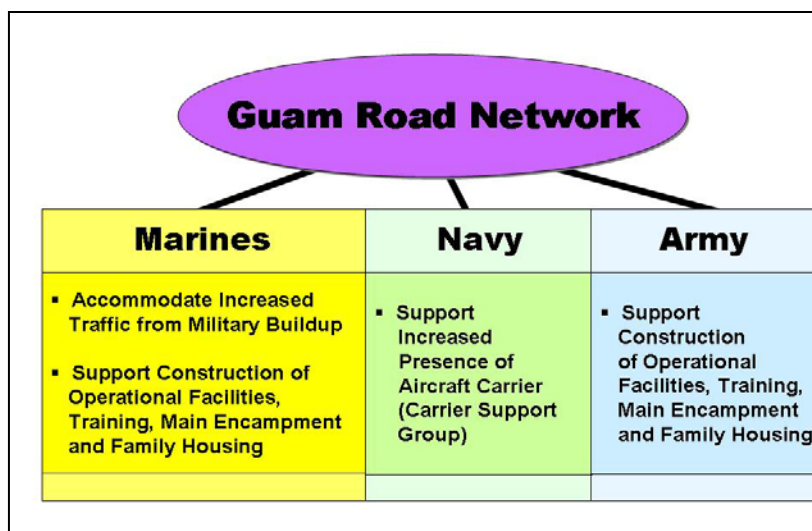 Guam Road Network
Marines
Navy
Army
▪ Accommodate Increased
Traffic from Military Buildup
▪ Support Construction of
Operational Facilities,
Training, Main Encampment
and Family Housing
▪ Support
Increased
Presence of
Aircraft Carrier
(Carrier Support
Group)
▪ Support
Construction
of Operational
Facilities, Training,
Main Encampment
and Family Housing